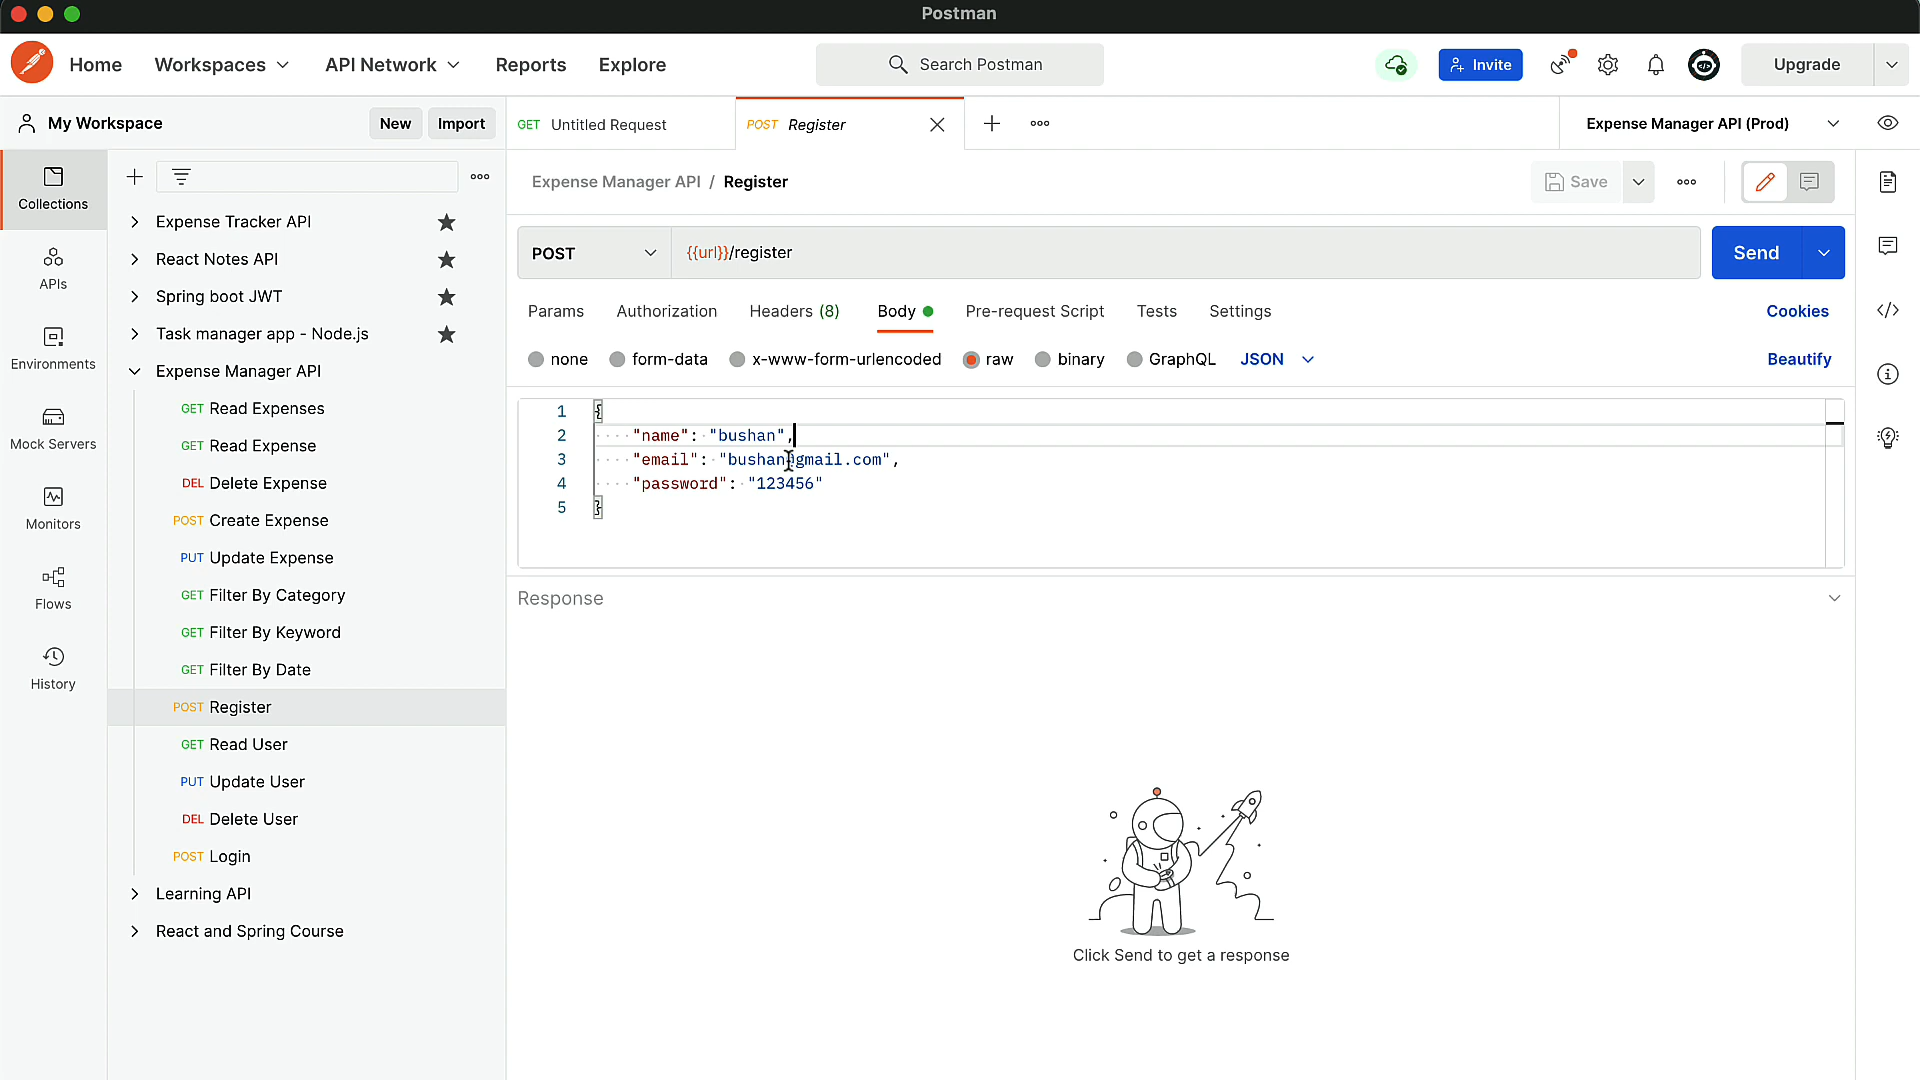 Postman
Home Workspaces API Network Reports Explore Search Postman Invite Upgrade
My Workspace New Import GET Untitled Request POST Register Expense Manager API (Prod)
Expense Manager API / Register Save
POST {{url}}/register Send
Params Authorization Headers (8) Body Pre-request Script Tests Settings Cookies
none form-data x-www-form-urlencoded raw binary GraphQL JSON Beautify
1 {
2 "name": "bushan",
3 "email": "bushan@gmail.com",
4 "password": "123456"
5 }
Response
Click Send to get a response
Collections
APIs
Environments
Mock Servers
Monitors
Flows
History
Expense Tracker API
React Notes API
Spring boot JWT
Task manager app - Node.js
Expense Manager API
GET Read Expenses
GET Read Expense
DEL Delete Expense
POST Create Expense
PUT Update Expense
GET Filter By Category
GET Filter By Keyword
GET Filter By Date
POST Register
GET Read User
PUT Update User
DEL Delete User
POST Login
Learning API
React and Spring Course